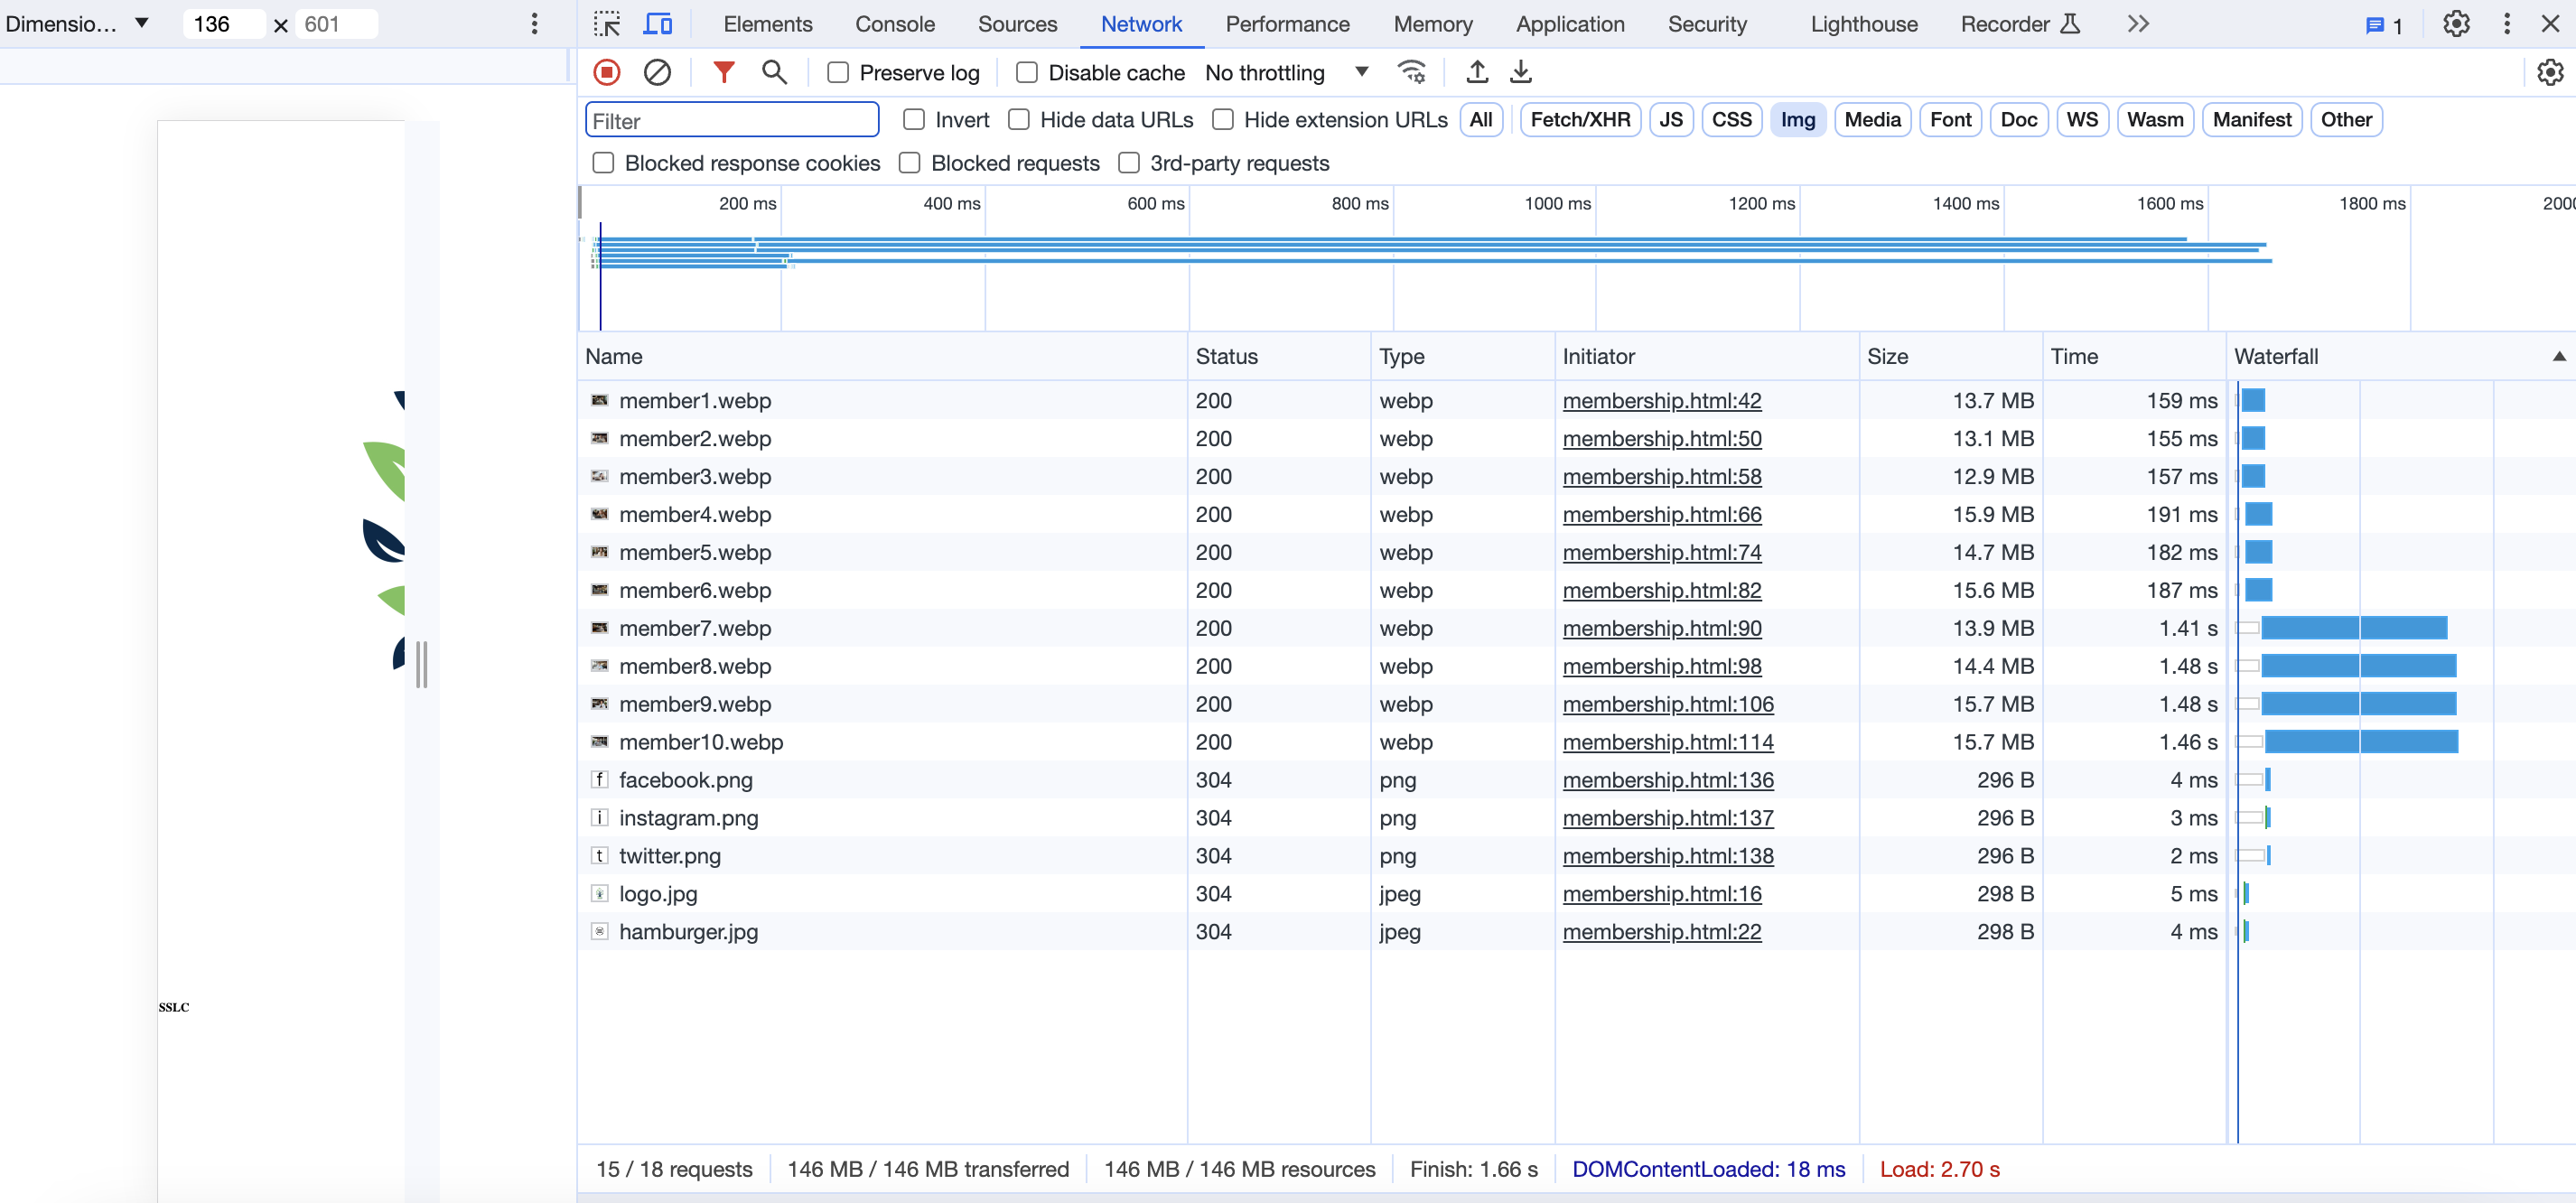 Dimensio... 136 × 601
Elements Console Sources Network Performance Memory Application Security Lighthouse Recorder 1
Preserve log Disable cache No throttling
Filter Invert Hide data URLs Hide extension URLs All Fetch/XHR JS CSS Img Media Font Doc WS Wasm Manifest Other
Blocked response cookies Blocked requests 3rd-party requests
200 ms 400 ms 600 ms 800 ms 1000 ms 1200 ms 1400 ms 1600 ms 1800 ms 2000
Name Status Type Initiator Size Time Waterfall
member1.webp 200 webp membership.html:42 13.7 MB 159 ms
member2.webp 200 webp membership.html:50 13.1 MB 155 ms
member3.webp 200 webp membership.html:58 12.9 MB 157 ms
member4.webp 200 webp membership.html:66 15.9 MB 191 ms
member5.webp 200 webp membership.html:74 14.7 MB 182 ms
member6.webp 200 webp membership.html:82 15.6 MB 187 ms
member7.webp 200 webp membership.html:90 13.9 MB 1.41 s
member8.webp 200 webp membership.html:98 14.4 MB 1.48 s
member9.webp 200 webp membership.html:106 15.7 MB 1.48 s
member10.webp 200 webp membership.html:114 15.7 MB 1.46 s
f facebook.png 304 png membership.html:136 296 B 4 ms
i instagram.png 304 png membership.html:137 296 B 3 ms
t twitter.png 304 png membership.html:138 296 B 2 ms
logo.jpg 304 jpeg membership.html:16 298 B 5 ms
hamburger.jpg 304 jpeg membership.html:22 298 B 4 ms
SSLC
15 / 18 requests 146 MB / 146 MB transferred 146 MB / 146 MB resources Finish: 1.66 s DOMContentLoaded: 18 ms Load: 2.70 s